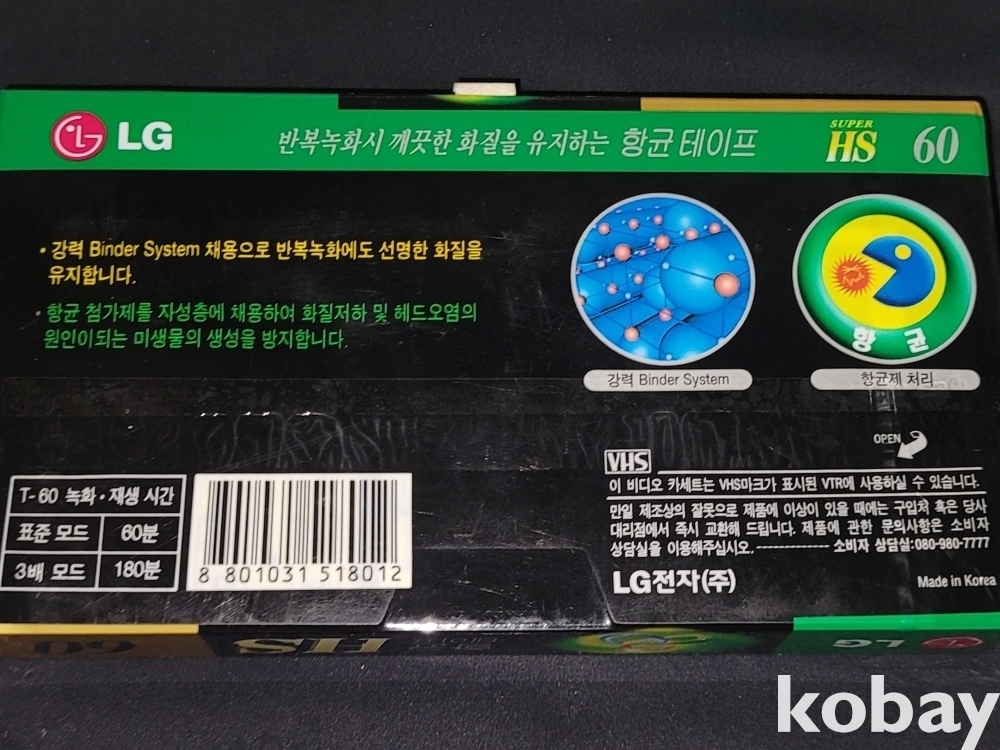 LG
반복녹화시 깨끗한 화질을 유지하는 항균 테이프
SUPER
HS
60
• 강력 Binder System 채용으로 반복녹화에도 선명한 화질을
유지합니다.
• 항균 첨가제를 자성층에 채용하여 화질저하 및 헤드오염의
원인이되는 미생물의 생성을 방지합니다.
항균
강력 Binder System
항균제 처리
OPEN
T-60 녹화·재생 시간
표준 모드 60분
3배 모드 180분
8 801031 518012
VHS
이 비디오 카세트는 VHS마크가 표시된 VTR에 사용하실 수 있습니다.
만일 제조상의 잘못으로 제품에 이상이 있을 때에는 구입처 혹은 당사
대리점에서 즉시 교환해 드립니다. 제품에 관한 문의사항은 소비자
상담실을 이용해주십시오.------------- 소비자 상담실:080-980-7777
LG전자(주)
Made in Korea
60
HS
LG
kobay